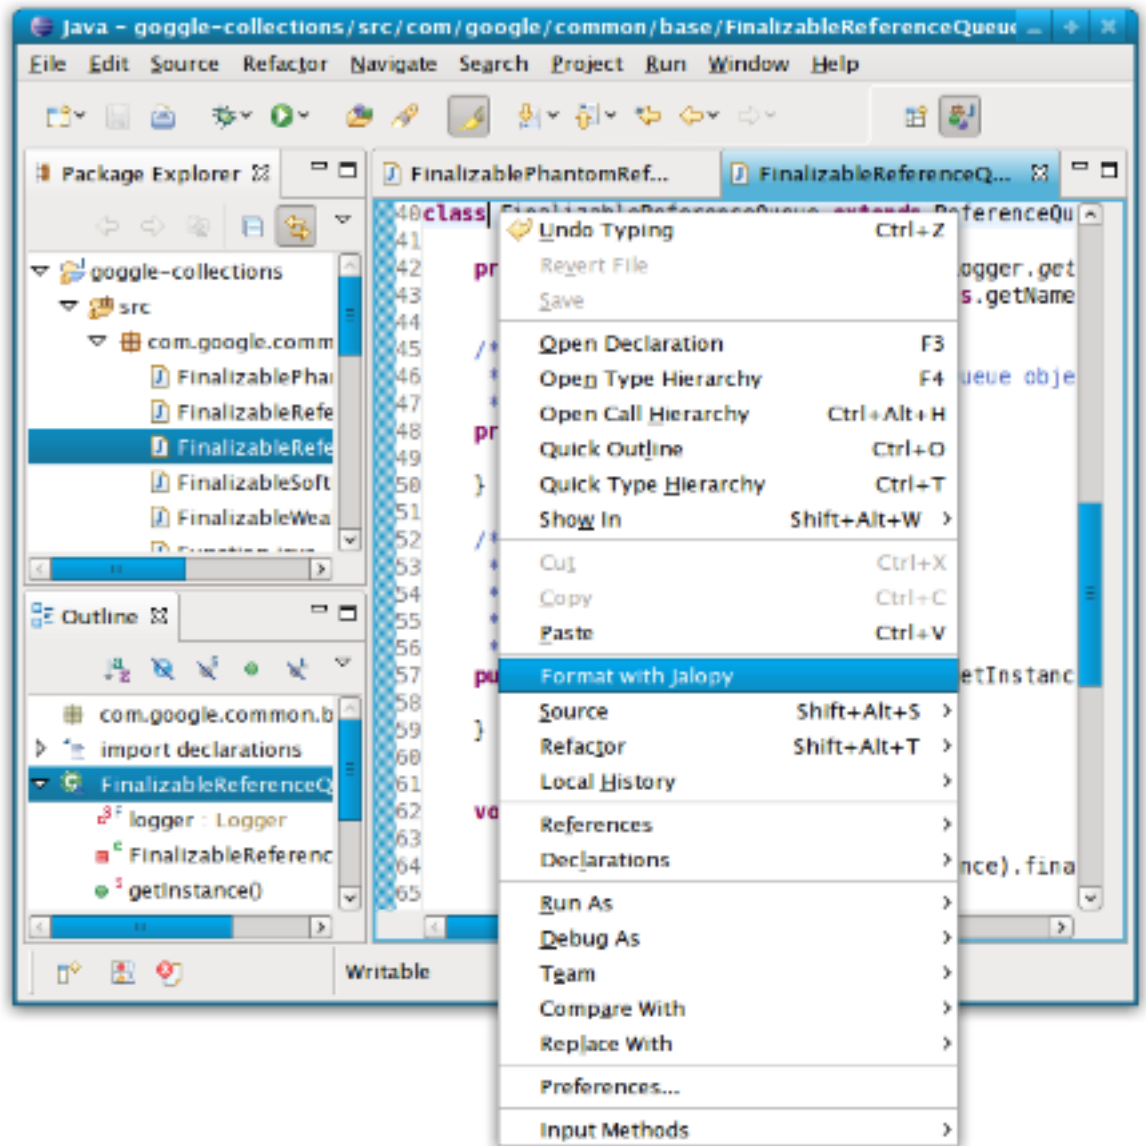 Java - goggle-collections/src/com/google/common/base/FinalizableReferenceQueue
File Edit Source Refactor Navigate Search Project Run Window Help
Package Explorer
goggle-collections
src
com.google.comm
FinalizablePha
FinalizableRefe
FinalizableRefe
FinalizableSoft
FinalizableWea
Function.java
Outline
com.google.common.b
import declarations
FinalizableReferenceQ
logger : Logger
FinalizableReferenc
getInstance()
FinalizablePhantomRef...
FinalizableReferenceQ...
40 class FinalizableReferenceQueue extends ReferenceQu
41
42 pr ogger.get
43 s.getName
44
45 /*
46 * ueue obje
47 *
48 pr
49
50 }
51
52 /*
53 *
54 *
55 *
56 *
57 pu etInstanc
58
59 }
60
61
62 vo
63
64 nce).fina
65
Undo Typing Ctrl+Z
Revert File
Save
Open Declaration F3
Open Type Hierarchy F4
Open Call Hierarchy Ctrl+Alt+H
Quick Outline Ctrl+O
Quick Type Hierarchy Ctrl+T
Show In Shift+Alt+W
Cut Ctrl+X
Copy Ctrl+C
Paste Ctrl+V
Format with Jalopy
Source Shift+Alt+S
Refactor Shift+Alt+T
Local History
References
Declarations
Run As
Debug As
Team
Compare With
Replace With
Preferences...
Input Methods
Writable